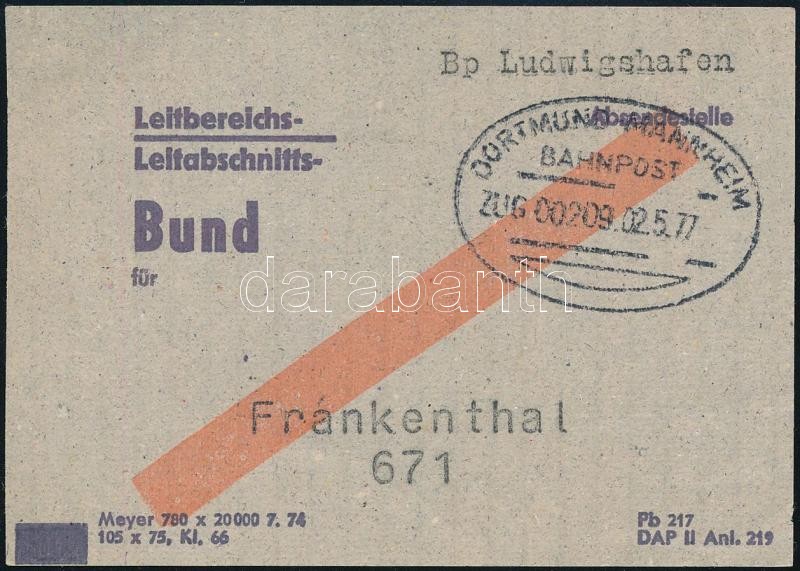 Bp Ludwigshafen
Leitbereichs-
Leitabschnitts-
Absendestelle
DORTMUND-MANNHEIM
BAHNPOST
ZUG 00209.02.5.77
Bund
für
darabanth
Frankenthal
671
Meyer 780 x 20000 7. 74
105 x 75, Kl. 66
Pb 217
DAP II Anl. 219